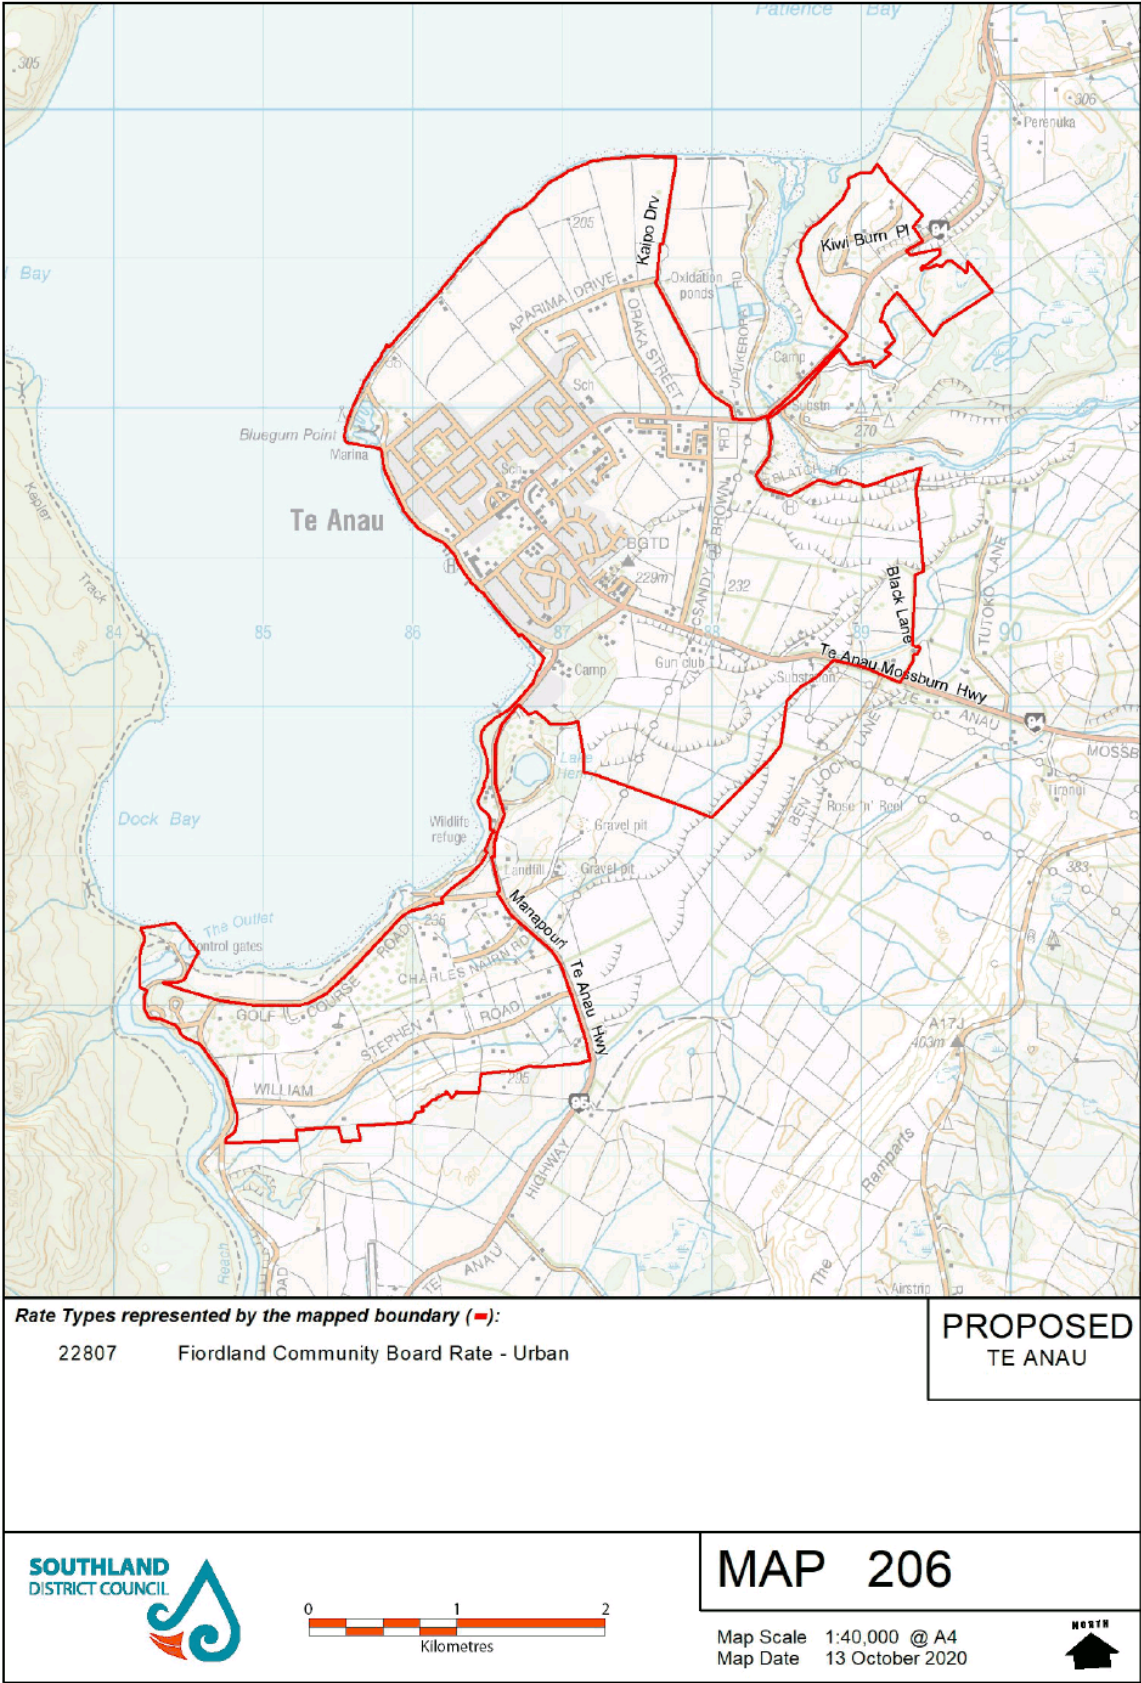 Patience Bay
305
306
Perenuka
205
Kaipo Drv
Kiwi Burn Pl
94
Oxidation
ponds
APARIMA DRIVE
ORAKA STREET
UPUKERORA RD
Camp
Sch
Substn
270
Bluegum Point
Marina
Sch
BLATCH RD
Kepler
Track
Te Anau
SANDY BROWN RD
BGTD
229m
232
Black Lane
TUTOKO LANE
84
85
86
87
88
89
90
Te Anau Mossburn Hwy
Gun club
Camp
Substation
TE ANAU
94
MOSSB
Lake
Henry
BEN LOCH LANE
Rose 'n' Reel
Tirangi
Dock Bay
Wildlife
refuge
Gravel pit
Landfill
Gravel pit
383
The Outlet
Control gates
235
Manapouri Te Anau Hwy
CHARLES NAIRN RD
GOLF COURSE ROAD
STEPHEN ROAD
A17J
403m
WILLIAM
295
95
The Ramparts
HIGHWAY
TE ANAU
Reach
OAD
Airstrip
Rate Types represented by the mapped boundary ( ):
22807 Fiordland Community Board Rate - Urban
PROPOSED
TE ANAU
SOUTHLAND
DISTRICT COUNCIL
0 1 2
Kilometres
MAP 206
Map Scale 1:40,000 @ A4
Map Date 13 October 2020
NORTH